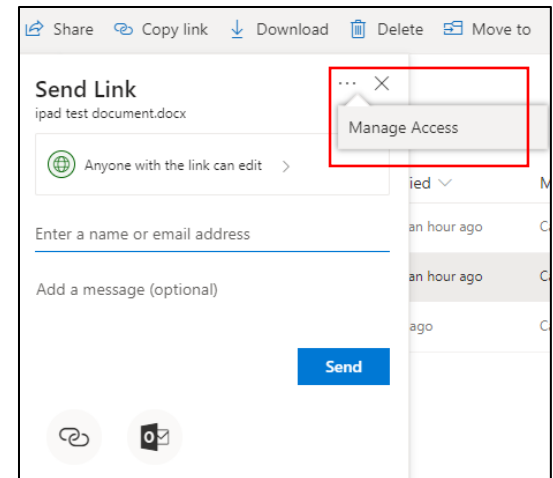 Share Copy link Download Delete Move to
Send Link
ipad test document.docx
Manage Access
Anyone with the link can edit
ied M
Enter a name or email address
an hour ago C
Add a message (optional)
an hour ago C
ago C
Send